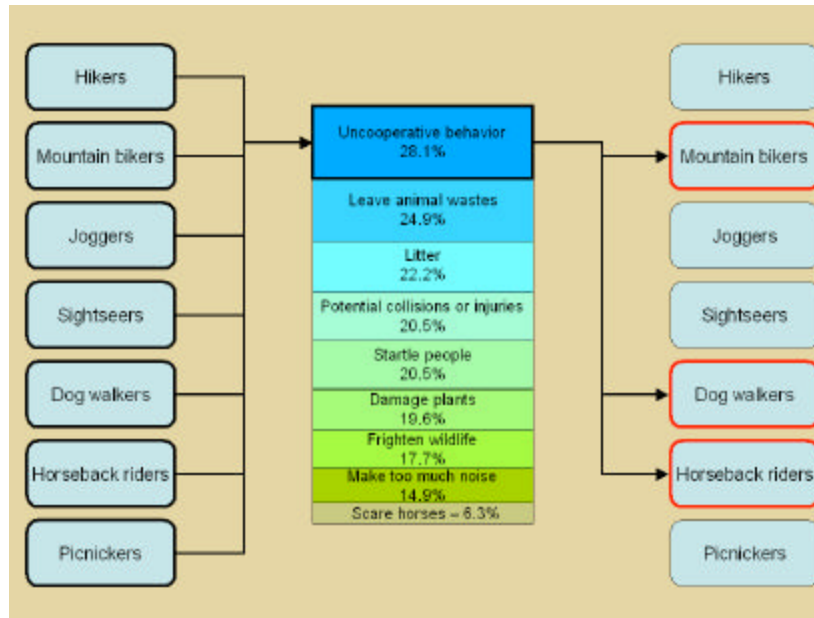 Hikers
Mountain bikers
Joggers
Sightseers
Dog walkers
Horseback riders
Picnickers
Uncooperative behavior
28.1%
Leave animal wastes
24.9%
Litter
22.2%
Potential collisions or injuries
20.5%
Startle people
20.5%
Damage plants
19.6%
Frighten wildlife
17.7%
Make too much noise
14.9%
Scare horses – 6.3%
Hikers
Mountain bikers
Joggers
Sightseers
Dog walkers
Horseback riders
Picnickers